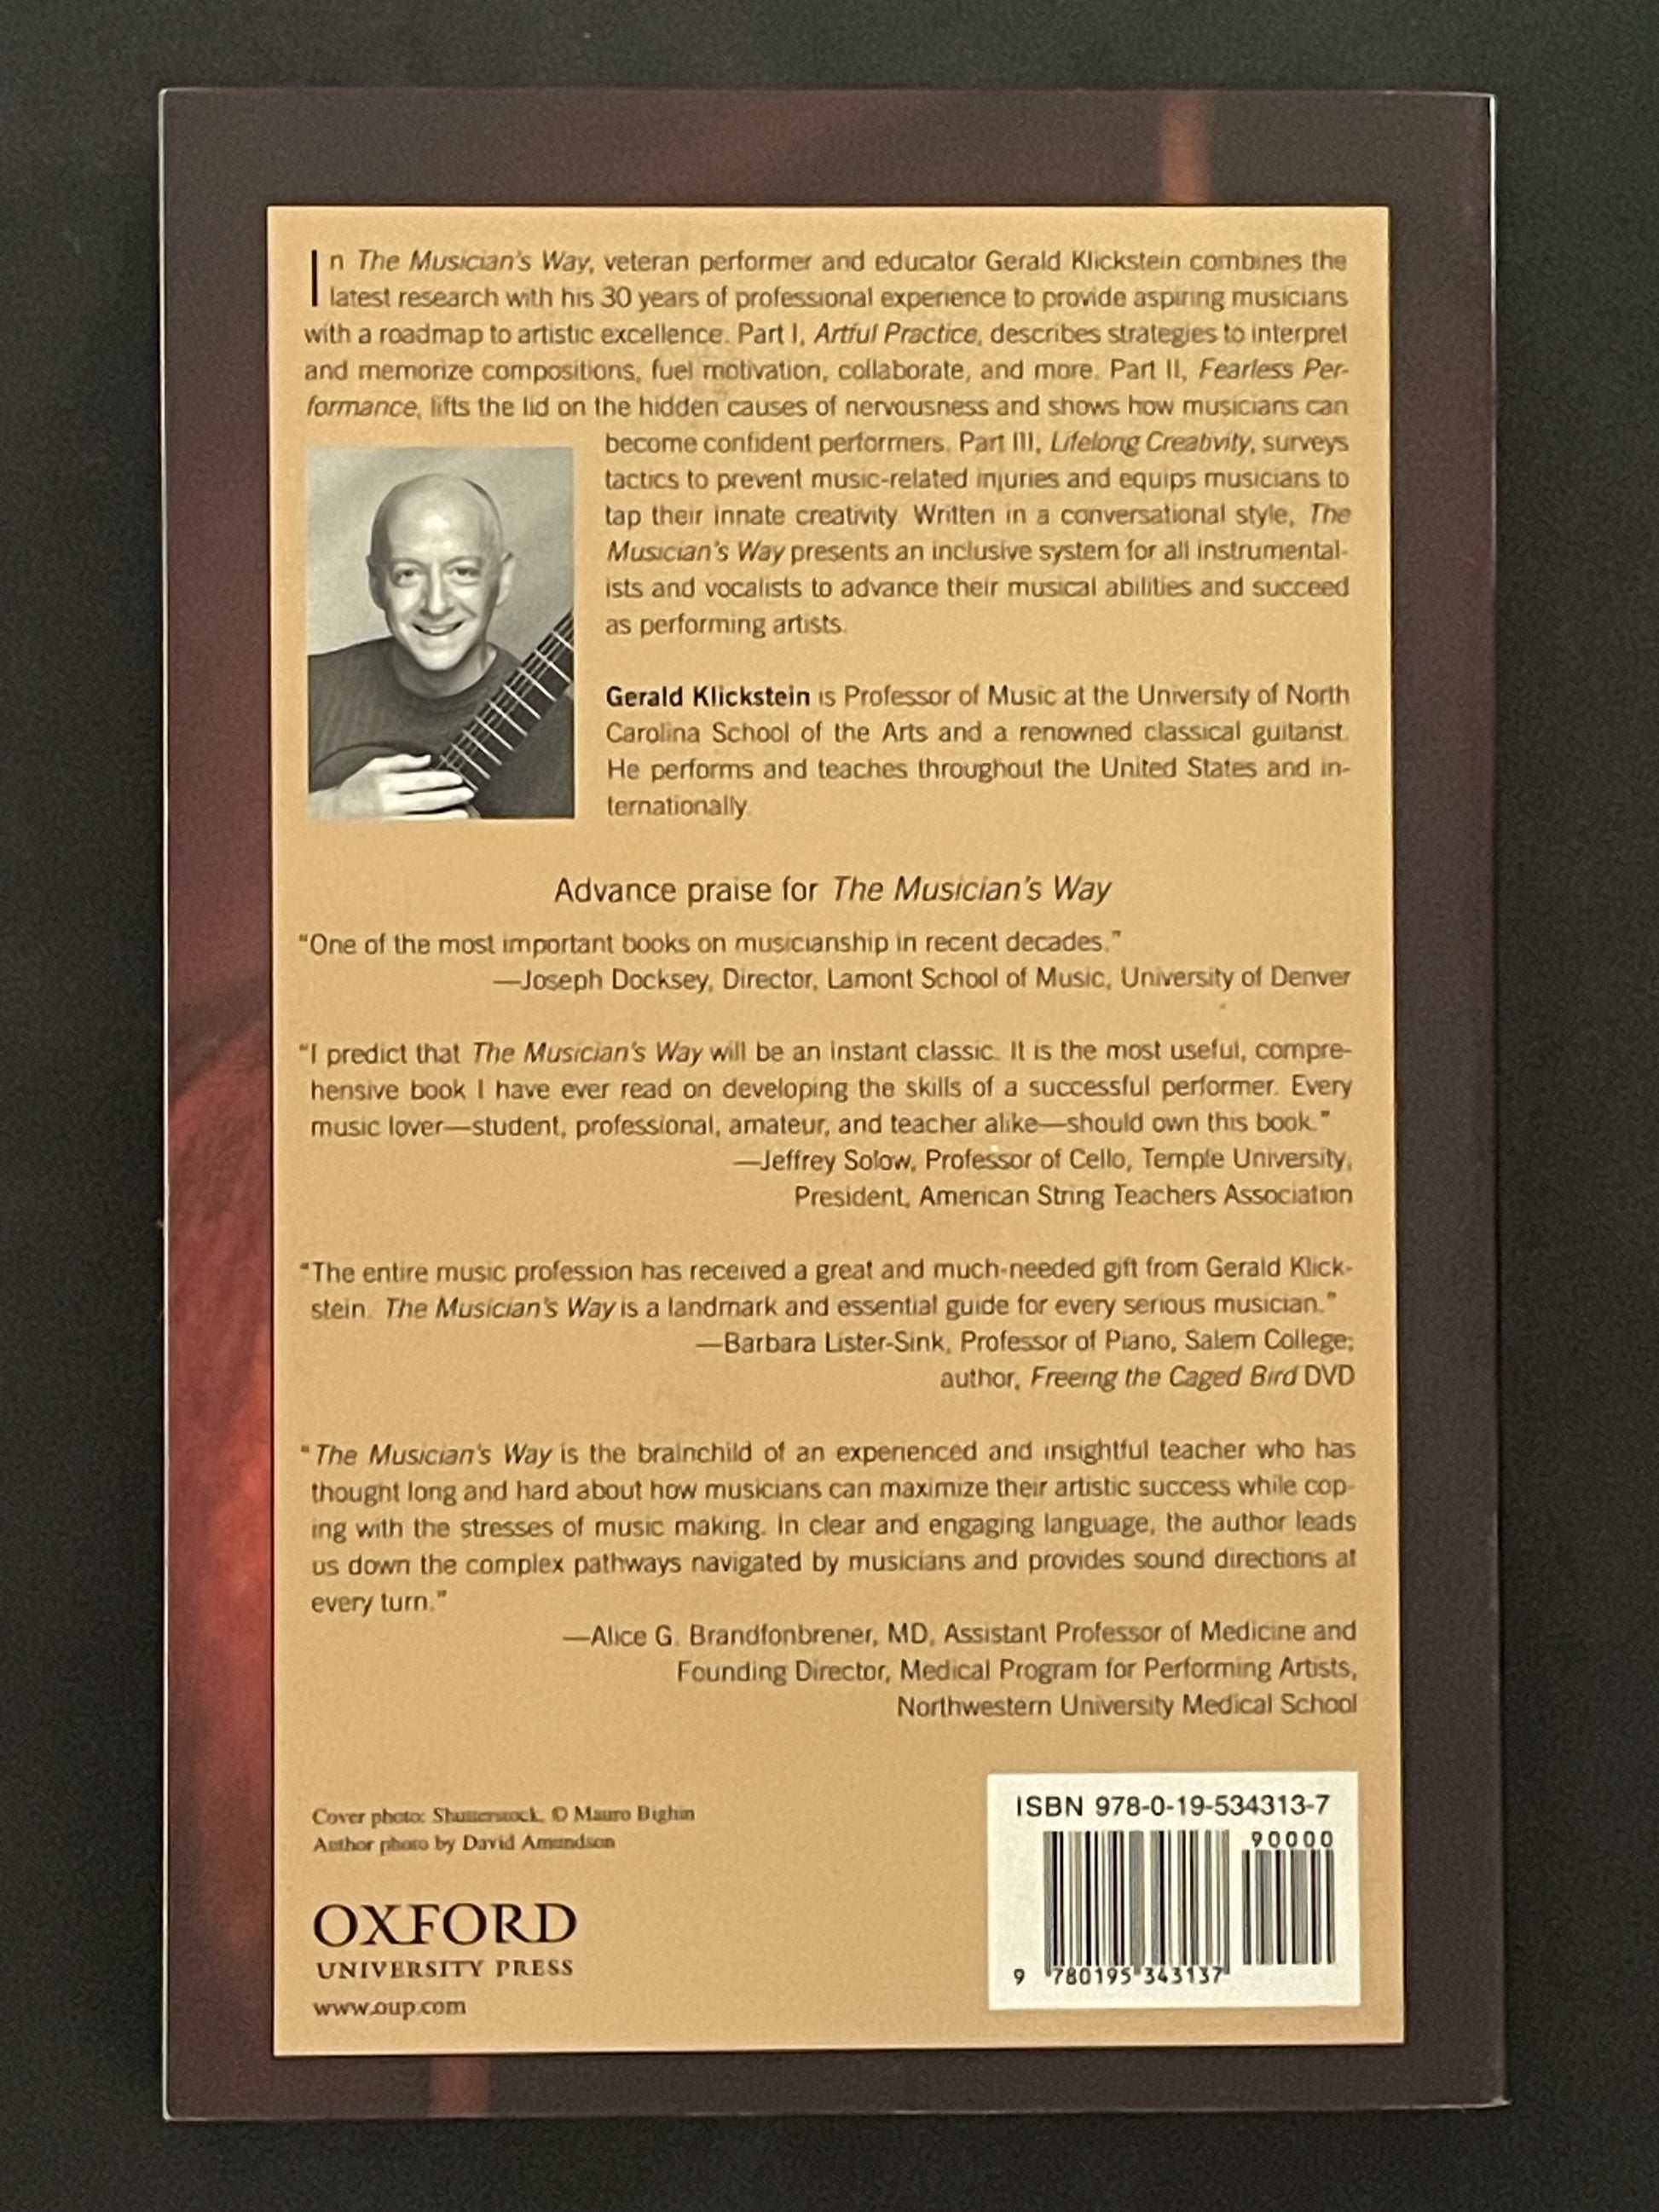 In The Musician's Way, veteran performer and educator Gerald Klickstein combines the
latest research with his 30 years of professional experience to provide aspiring musicians
with a roadmap to artistic excellence. Part I, Artful Practice, describes strategies to interpret
and memorize compositions, fuel motivation, collaborate, and more. Part II, Fearless Per-
formance, lifts the lid on the hidden causes of nervousness and shows how musicians can
become confident performers. Part III, Lifelong Creativity, surveys
tactics to prevent music-related injuries and equips musicians to
tap their innate creativity. Written in a conversational style, The
Musician's Way presents an inclusive system for all instrumental-
ists and vocalists to advance their musical abilities and succeed
as performing artists.
Gerald Klickstein is Professor of Music at the University of North
Carolina School of the Arts and a renowned classical guitarist.
He performs and teaches throughout the United States and in-
ternationally.
Advance praise for The Musician's Way
“One of the most important books on musicianship in recent decades.”
—Joseph Docksey, Director, Lamont School of Music, University of Denver
“I predict that The Musician's Way will be an instant classic. It is the most useful, compre-
hensive book I have ever read on developing the skills of a successful performer. Every
music lover—student, professional, amateur, and teacher alike—should own this book.”
—Jeffrey Solow, Professor of Cello, Temple University,
President, American String Teachers Association
“The entire music profession has received a great and much-needed gift from Gerald Klick-
stein. The Musician's Way is a landmark and essential guide for every serious musician.”
—Barbara Lister-Sink, Professor of Piano, Salem College;
author, Freeing the Caged Bird DVD
“The Musician's Way is the brainchild of an experienced and insightful teacher who has
thought long and hard about how musicians can maximize their artistic success while cop-
ing with the stresses of music making. In clear and engaging language, the author leads
us down the complex pathways navigated by musicians and provides sound directions at
every turn.”
—Alice G. Brandfonbrener, MD, Assistant Professor of Medicine and
Founding Director, Medical Program for Performing Artists,
Northwestern University Medical School
Cover photo: Shutterstock, © Mauro Bighin
Author photo by David Amundson
OXFORD
UNIVERSITY PRESS
www.oup.com
ISBN 978-0-19-534313-7
90000
9 780195 343137